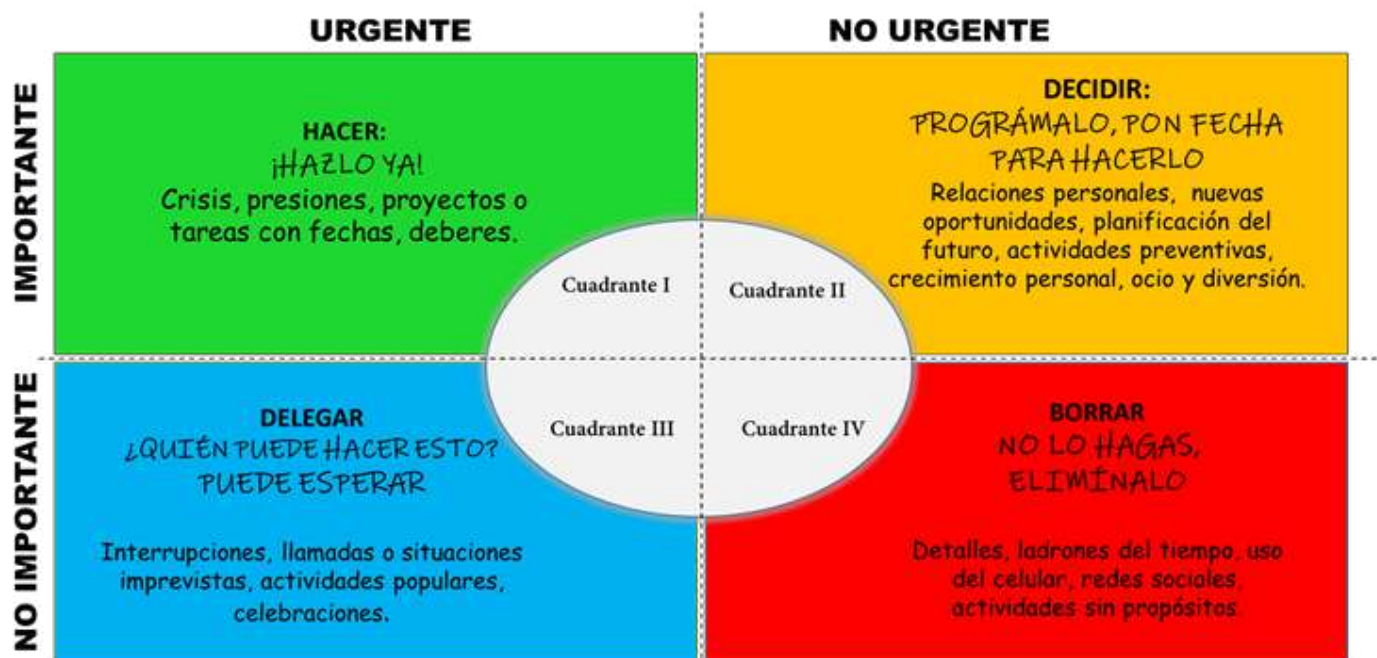 URGENTE
NO URGENTE
IMPORTANTE
HACER:
¡HAZLO YA!
Crisis, presiones, proyectos o
tareas con fechas, deberes.
DECIDIR:
PROGRÁMALO, PON FECHA
PARA HACERLO
Relaciones personales, nuevas
oportunidades, planificación del
futuro, actividades preventivas,
crecimiento personal, ocio y diversión.
Cuadrante I
Cuadrante II
NO IMPORTANTE
DELEGAR
¿QUIÉN PUEDE HACER ESTO?
PUEDE ESPERAR
Interrupciones, llamadas o situaciones
imprevistas, actividades populares,
celebraciones.
Cuadrante III
Cuadrante IV
BORRAR
NO LO HAGAS,
ELIMÍNALO
Detalles, ladrones del tiempo, uso
del celular, redes sociales,
actividades sin propósitos.